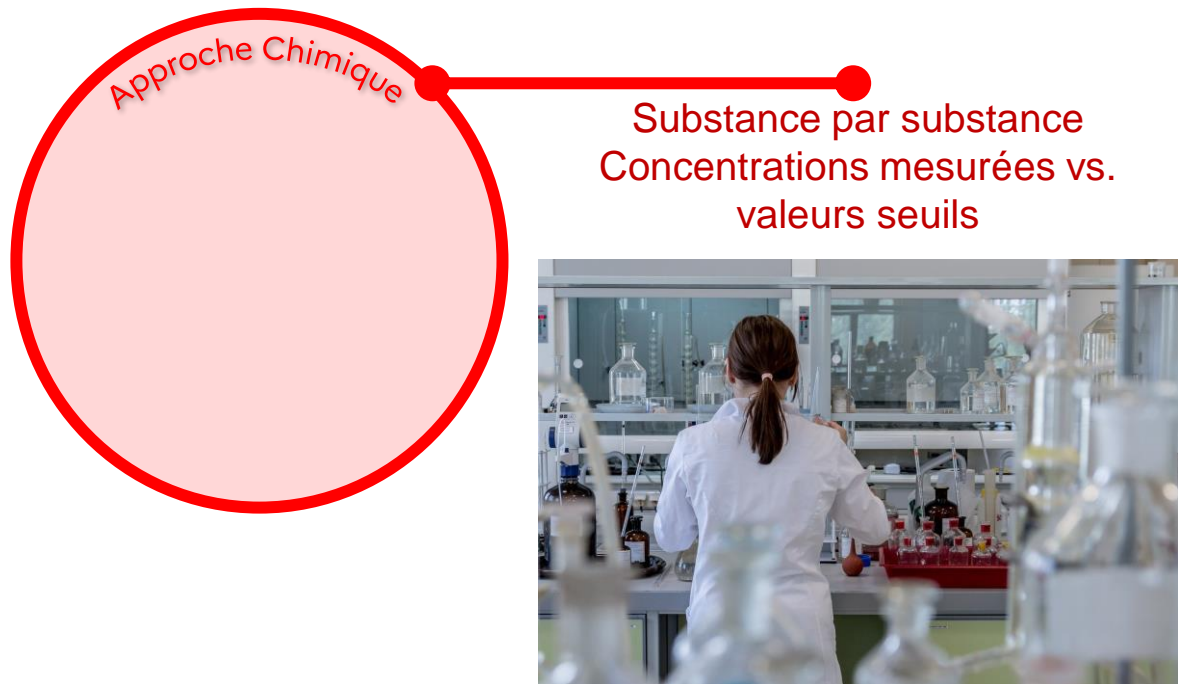 Approche Chimique
Substance par substance
Concentrations mesurées vs.
valeurs seuils